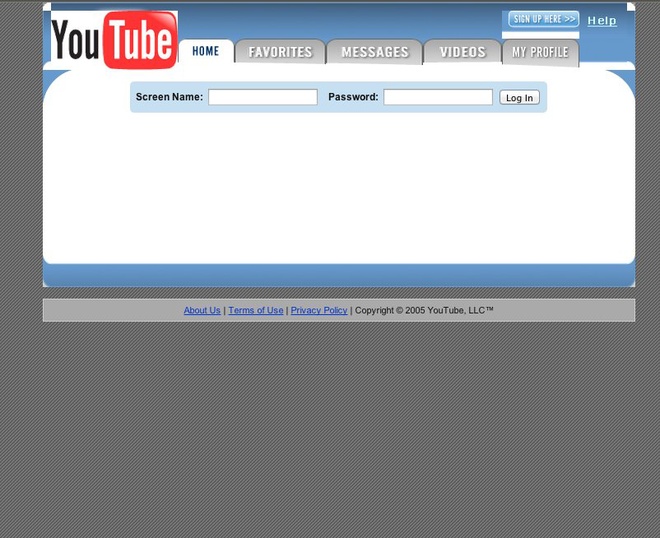 YouTube
SIGN UP HERE >> Help
HOME FAVORITES MESSAGES VIDEOS MY PROFILE
Screen Name: Password: Log In
About Us | Terms of Use | Privacy Policy | Copyright © 2005 YouTube, LLC™